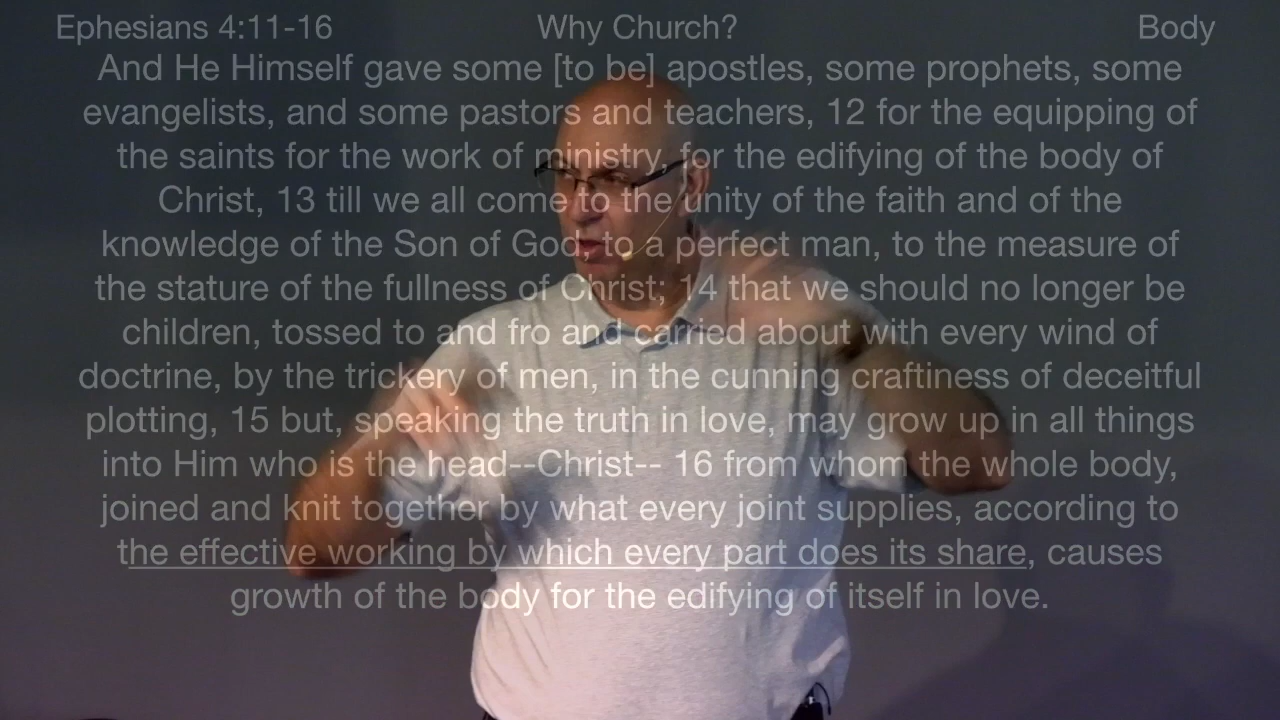 Ephesians 4:11-16 Why Church? Body
And He Himself gave some [to be] apostles, some prophets, some
evangelists, and some pastors and teachers, 12 for the equipping of
the saints for the work of ministry, for the edifying of the body of
Christ, 13 till we all come to the unity of the faith and of the
knowledge of the Son of God, to a perfect man, to the measure of
the stature of the fullness of Christ; 14 that we should no longer be
children, tossed to and fro and carried about with every wind of
doctrine, by the trickery of men, in the cunning craftiness of deceitful
plotting, 15 but, speaking the truth in love, may grow up in all things
into Him who is the head--Christ-- 16 from whom the whole body,
joined and knit together by what every joint supplies, according to
the effective working by which every part does its share, causes
growth of the body for the edifying of itself in love.